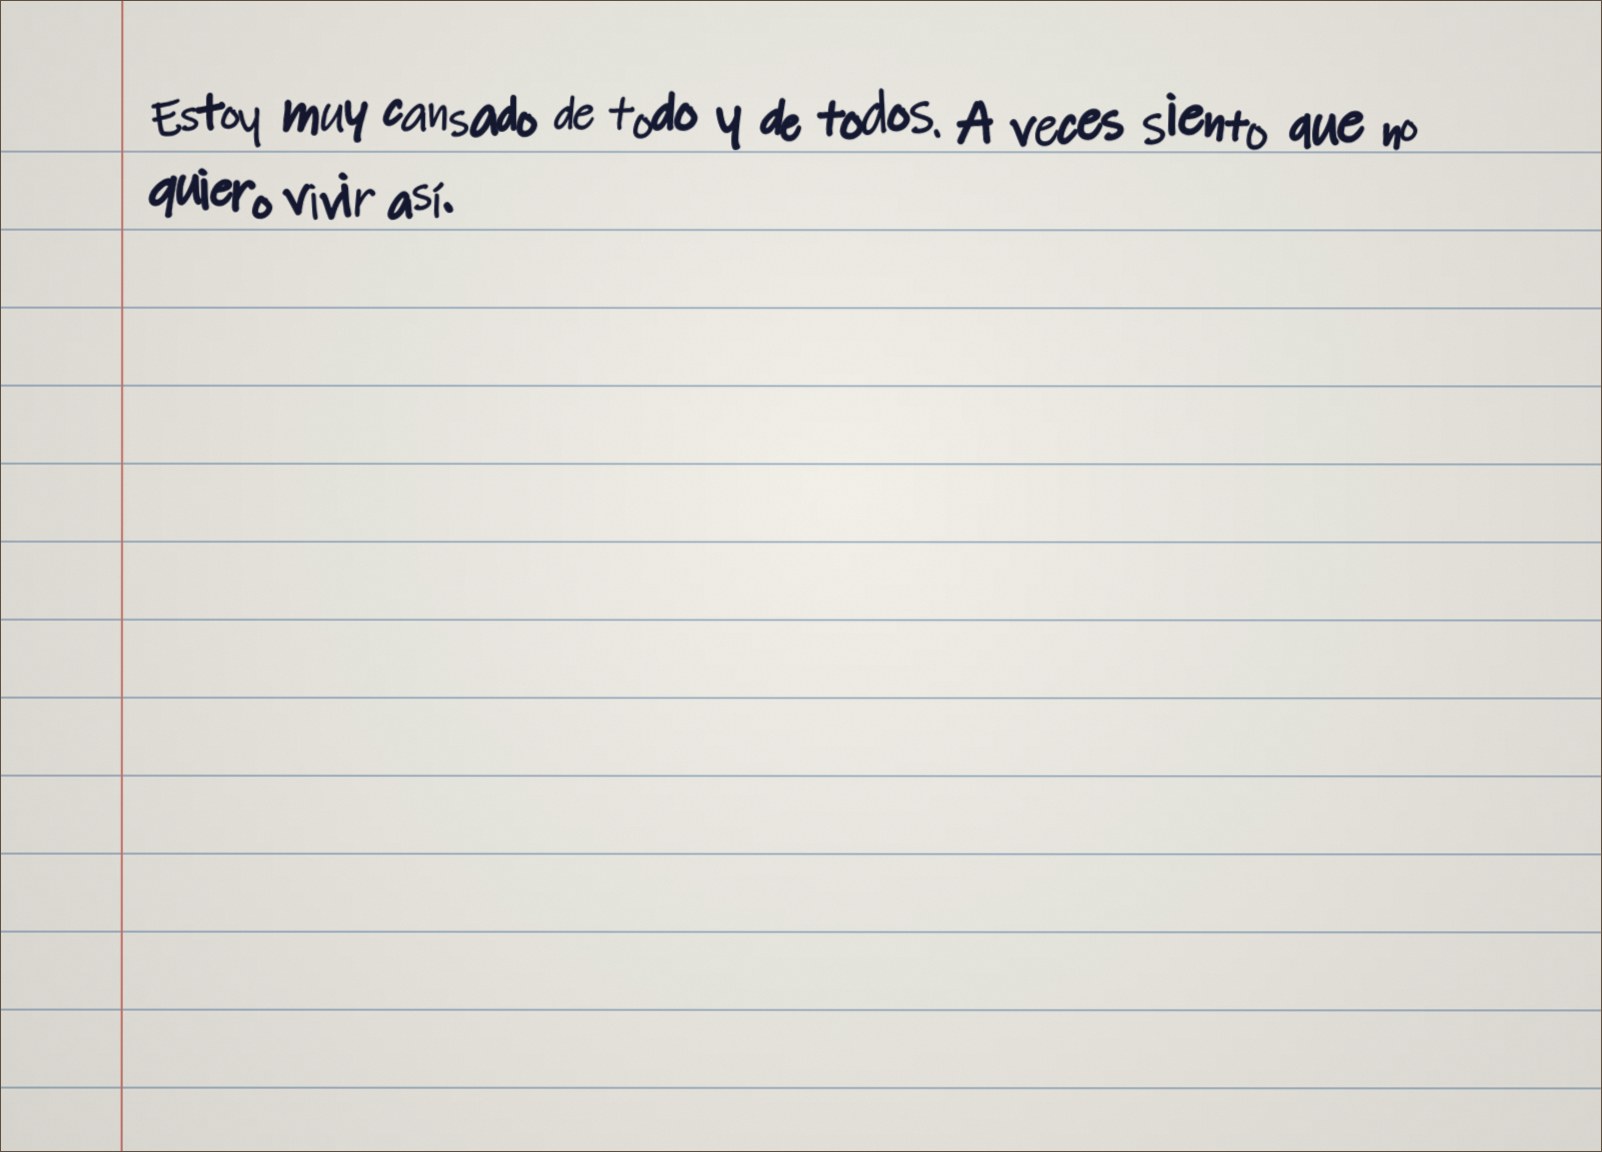 Estoy muy cansado de todo y de todos. A veces siento que no
quiero vivir así.